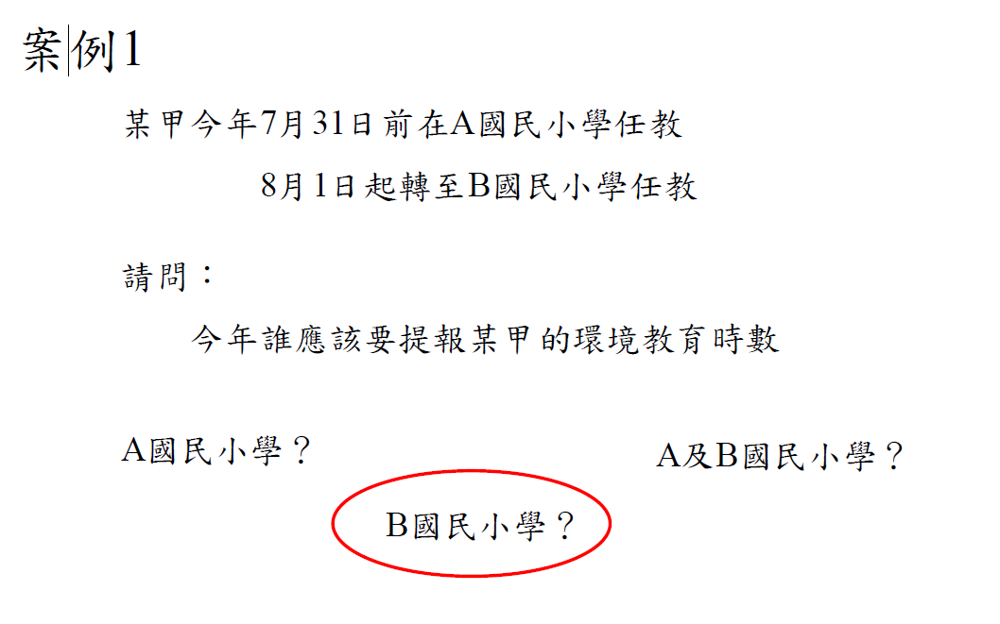 案例1
某甲今年7月31日前在A國民小學任教
8月1日起轉至B國民小學任教
請問：
今年誰應該要提報某甲的環境教育時數
A國民小學？
A及B國民小學？
B國民小學？